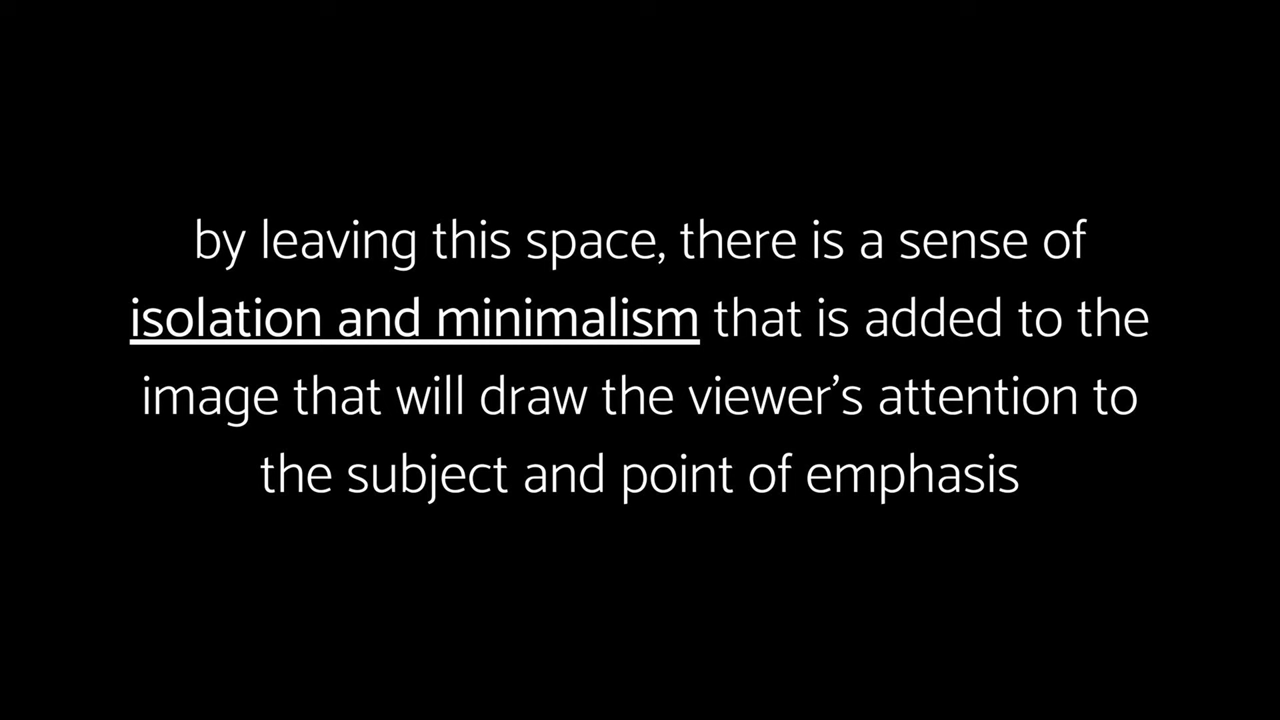 by leaving this space, there is a sense of
isolation and minimalism that is added to the
image that will draw the viewer’s attention to
the subject and point of emphasis